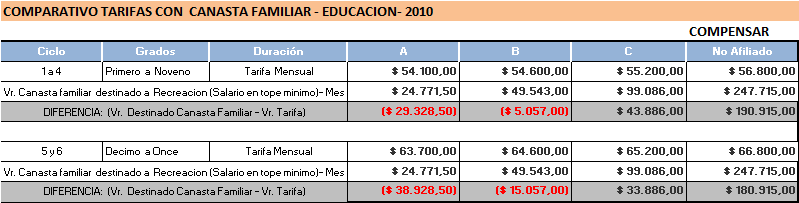 COMPARATIVO TARIFAS CON CANASTA FAMILIAR - EDUCACION- 2010
COMPENSAR
Ciclo Grados Duración A B C No Afiliado
1 a 4 Primero a Noveno Tarifa Mensual $ 54.100,00 $ 54.600,00 $ 55.200,00 $ 56.800,00
Vr. Canasta familiar destinado a Recreacion (Salario en tope minimo)- Mes $ 24.771,50 $ 49.543,00 $ 99.086,00 $ 247.715,00
DIFERENCIA: (Vr. Destinado Canasta Familiar - Vr. Tarifa) ($ 29.328,50) ($ 5.057,00) $ 43.886,00 $ 190.915,00
5 y 6 Decimo a Once Tarifa Mensual $ 63.700,00 $ 64.600,00 $ 65.200,00 $ 66.800,00
Vr. Canasta familiar destinado a Recreacion (Salario en tope minimo)- Mes $ 24.771,50 $ 49.543,00 $ 99.086,00 $ 247.715,00
DIFERENCIA: (Vr. Destinado Canasta Familiar - Vr. Tarifa) ($ 38.928,50) ($ 15.057,00) $ 33.886,00 $ 180.915,00